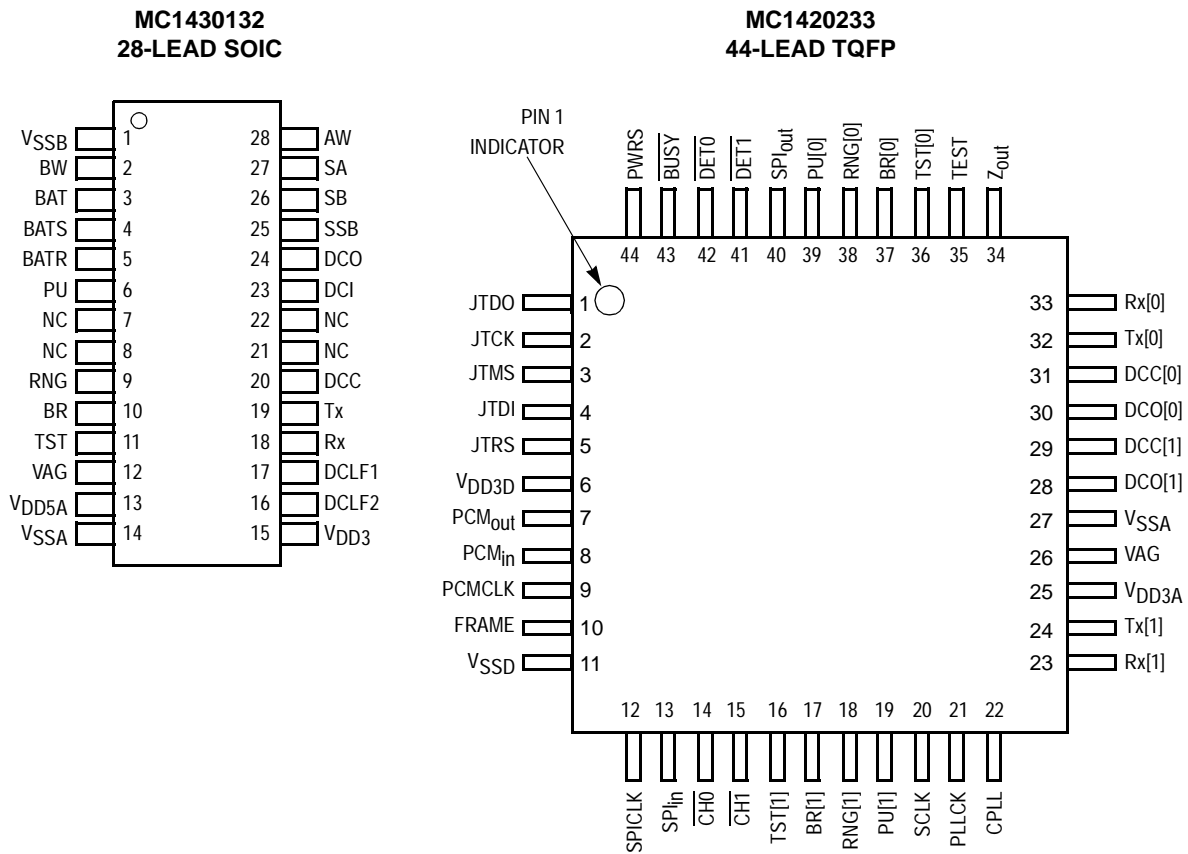 MC1430132
28-LEAD SOIC
VSSB 1 28 AW
BW 2 27 SA
BAT 3 26 SB
BATS 4 25 SSB
BATR 5 24 DCO
PU 6 23 DCI
NC 7 22 NC
NC 8 21 NC
RNG 9 20 DCC
BR 10 19 Tx
TST 11 18 Rx
VAG 12 17 DCLF1
VDD5A 13 16 DCLF2
VSSA 14 15 VDD3
MC1420233
44-LEAD TQFP
PIN 1
INDICATOR
PWRS
BUSY
DET0
DET1
SPIout
PU[0]
RNG[0]
BR[0]
TST[0]
TEST
Zout
44 43 42 41 40 39 38 37 36 35 34
JTDO 1 33 Rx[0]
JTCK 2 32 Tx[0]
JTMS 3 31 DCC[0]
JTDI 4 30 DCO[0]
JTRS 5 29 DCC[1]
VDD3D 6 28 DCO[1]
PCMout 7 27 VSSA
PCMin 8 26 VAG
PCMCLK 9 25 VDD3A
FRAME 10 24 Tx[1]
VSSD 11 23 Rx[1]
12 13 14 15 16 17 18 19 20 21 22
SPICLK
SPIin
CH0
CH1
TST[1]
BR[1]
RNG[1]
PU[1]
SCLK
PLLCK
CPLL